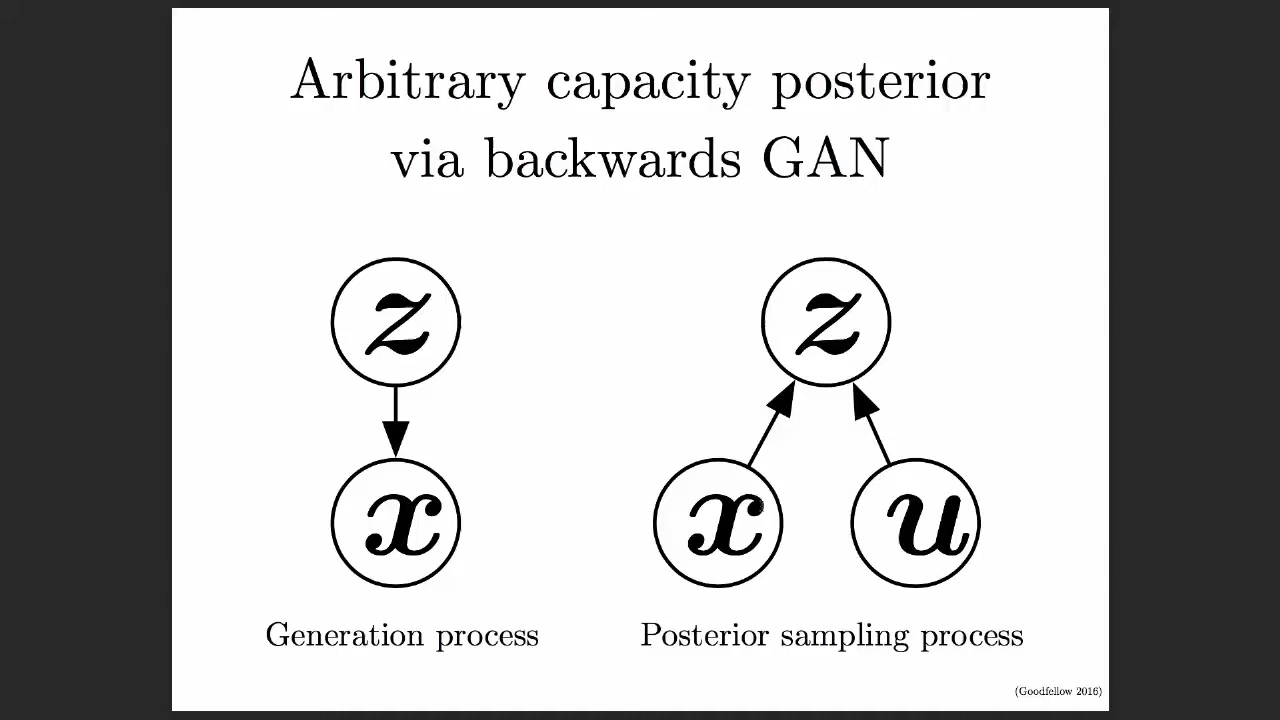 Arbitrary capacity posterior
via backwards GAN
z
z
x
x
u
Generation process
Posterior sampling process
(Goodfellow 2016)